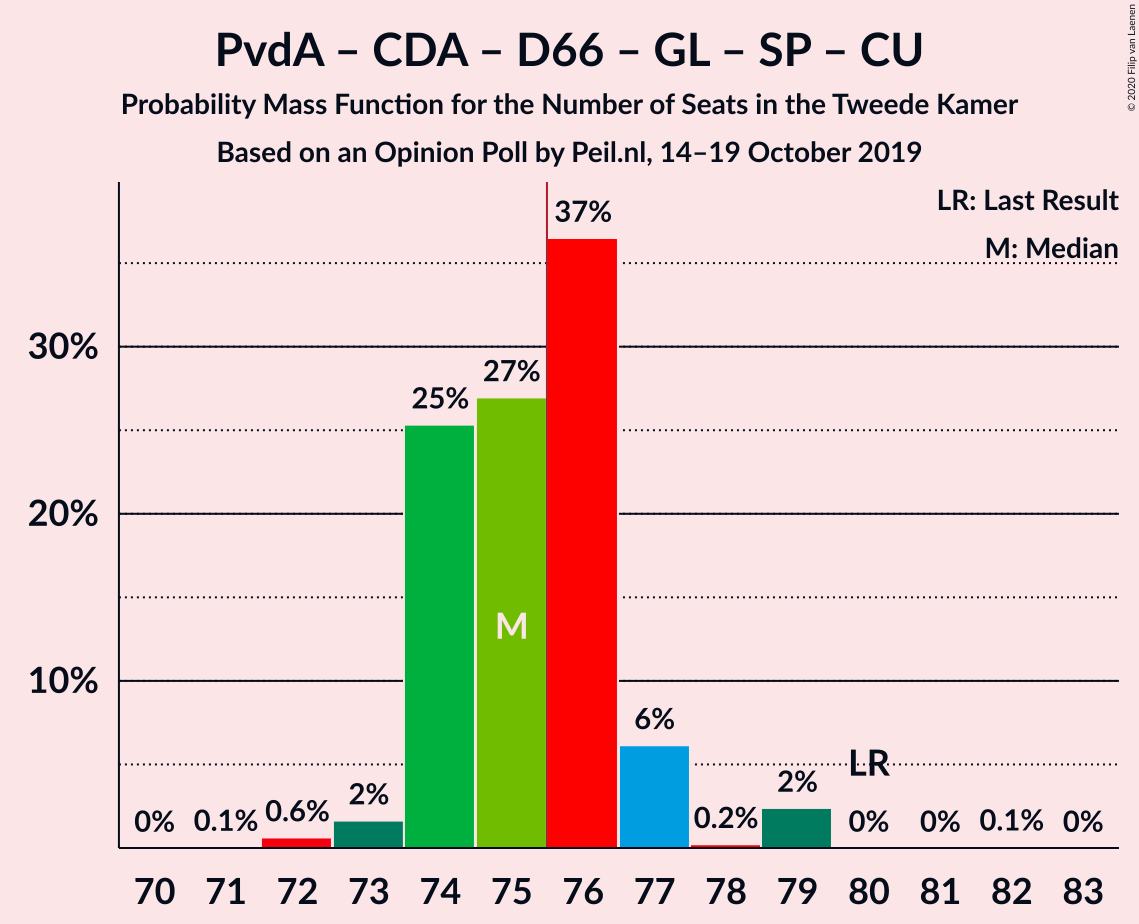 PvdA – CDA – D66 – GL – SP – CU
Probability Mass Function for the Number of Seats in the Tweede Kamer
Based on an Opinion Poll by Peil.nl, 14–19 October 2019
© 2020 Filip van Laenen
LR: Last Result
M: Median
37%
30%
27%
25%
20%
M
10%
6%
LR
0% 0.1% 0.6% 2% 0.2% 2% 0% 0% 0.1% 0%
70 71 72 73 74 75 76 77 78 79 80 81 82 83